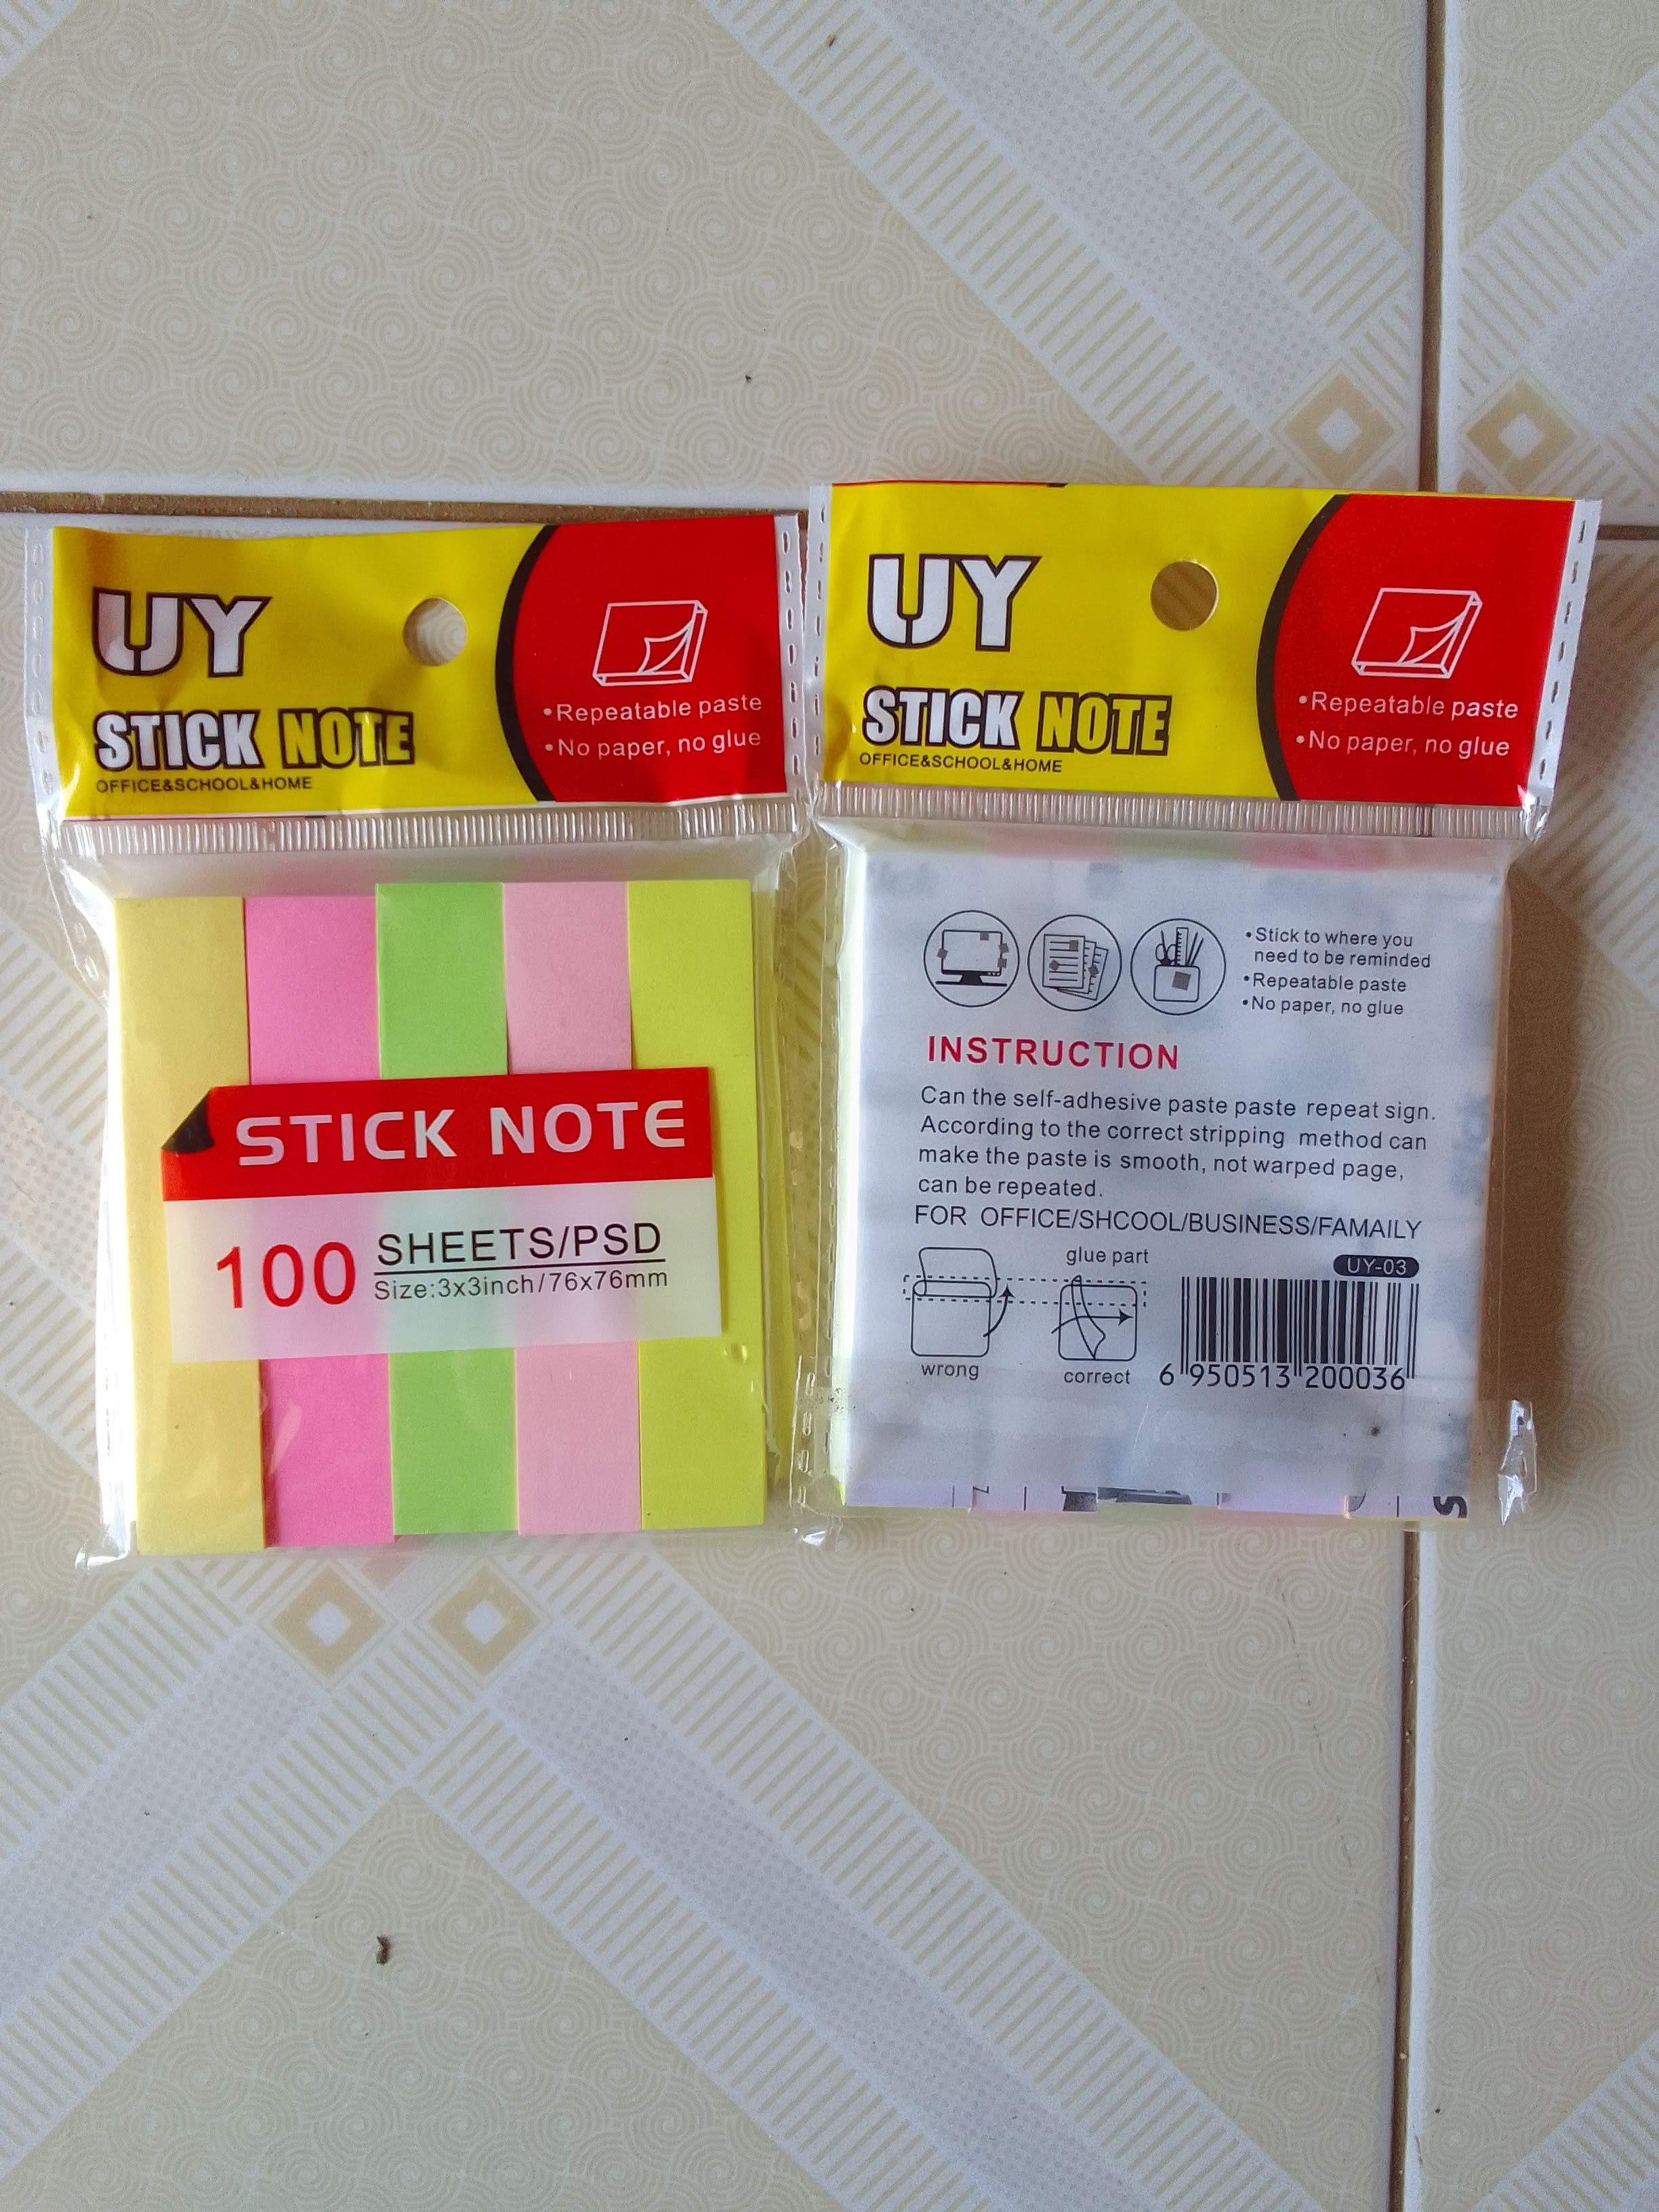 UY
STICK NOTE
OFFICE&SCHOOL&HOME
•Repeatable paste
•No paper, no glue
STICK NOTE
100 SHEETS/PSD
Size:3x3inch/76x76mm
UY
STICK NOTE
OFFICE&SCHOOL&HOME
•Repeatable paste
•No paper, no glue
•Stick to where you
need to be reminded
•Repeatable paste
•No paper, no glue
INSTRUCTION
Can the self-adhesive paste paste repeat sign.
According to the correct stripping method can
make the paste is smooth, not warped page,
can be repeated.
FOR OFFICE/SHCOOL/BUSINESS/FAMAILY
glue part
UY-03
wrong
correct
6 950513 200036